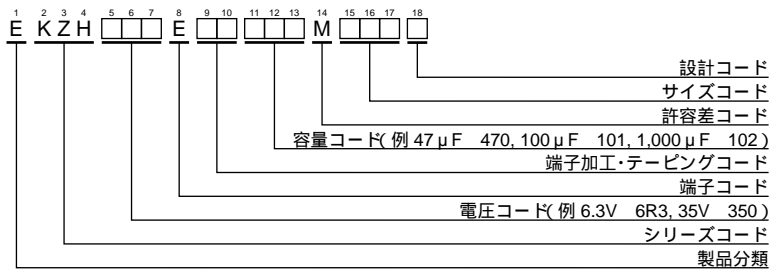 1 2 3 4 5 6 7 8 9 10 11 12 13 14 15 16 17 18
E KZH □□□ E □□ □□□ M □□□ □
設計コード
サイズコード
許容差コード
容量コード(例 47μF 470, 100μF 101, 1,000μF 102)
端子加工・テーピングコード
端子コード
電圧コード(例 6.3V 6R3, 35V 350)
シリーズコード
製品分類